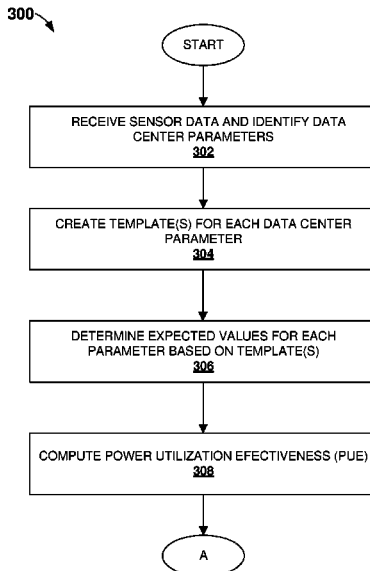 300
START
RECEIVE SENSOR DATA AND IDENTIFY DATA
CENTER PARAMETERS
302
CREATE TEMPLATE(S) FOR EACH DATA CENTER
PARAMETER
304
DETERMINE EXPECTED VALUES FOR EACH
PARAMETER BASED ON TEMPLATE(S)
306
COMPUTE POWER UTILIZATION EFECTIVENESS (PUE)
308
A